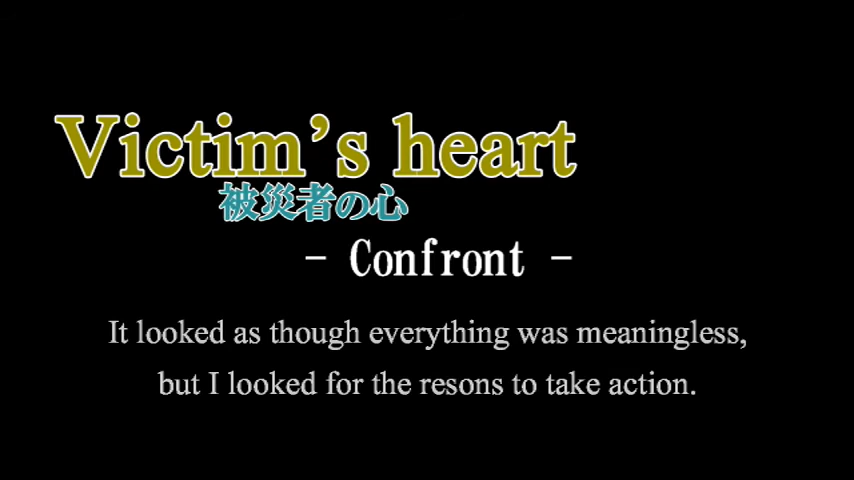 Victim’s heart
被災者の心
- Confront -
It looked as though everything was meaningless,
but I looked for the resons to take action.